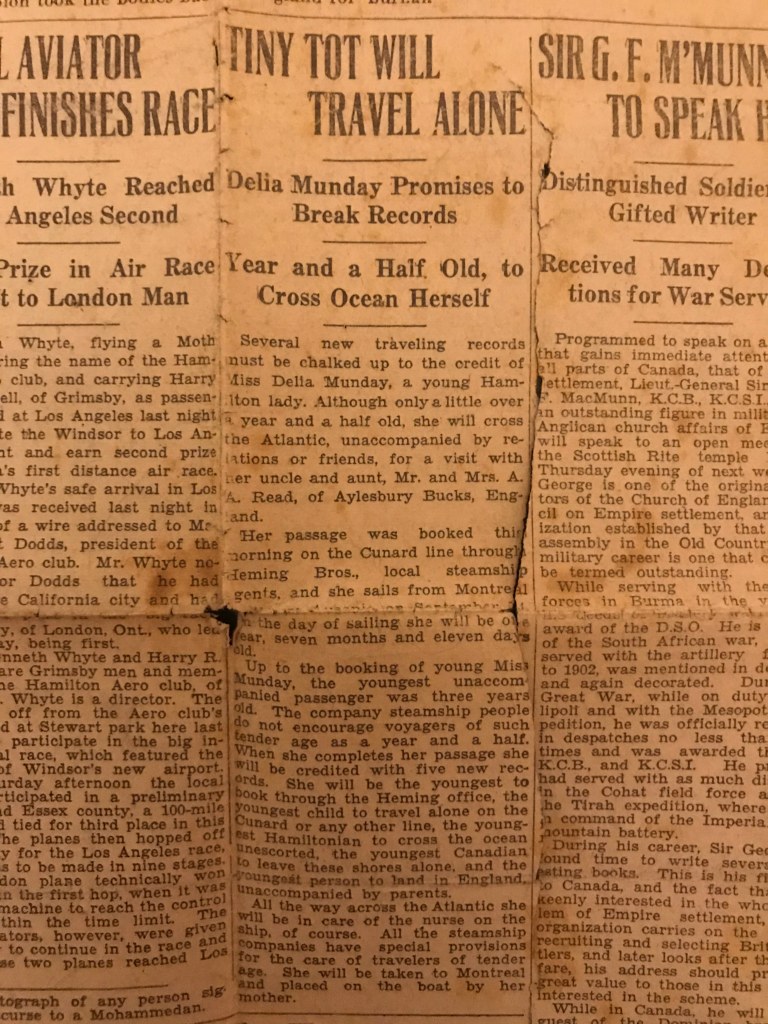 L AVIATOR
FINISHES RACE
h Whyte Reached
Angeles Second
Prize in Air Race
t to London Man
Whyte, flying a Moth
ring the name of the Ham-
club, and carrying Harry
ell, of Grimsby, as passen-
d at Los Angeles last night
te the Windsor to Los An-
nt and earn second prize
a's first distance air race.
Whyte's safe arrival in Los
was received last night in
of a wire addressed to
t Dodds, president of the
Aero club. Mr. Whyte no-
or Dodds that he had
e California city and had
y, of London, Ont., who led
ay, being first.
nneth Whyte and Harry R.
are Grimsby men and mem-
he Hamilton Aero club, of
. Whyte is a director. The
off from the Aero club's
d at Stewart park here last
participate in the big in-
al race, which featured the
of Windsor's new airport.
urday afternoon the local
rticipated in a preliminary
nd Essex county, a 100-mile
d tied for third place in this
he planes then hopped off
y for the Los Angeles race,
s to be made in nine stages.
don plane technically won
in the first hop, when it was
machine to reach the control
thin the time limit. The
ators, however, were given
to continue in the race and
se two planes reached Los
tograph of any person sig-
curse to a Mohammedan.
TINY TOT WILL
TRAVEL ALONE
Delia Munday Promises to
Break Records
Year and a Half Old, to
Cross Ocean Herself
Several new traveling records
must be chalked up to the credit of
Miss Delia Munday, a young Ham-
ilton lady. Although only a little over
a year and a half old, she will cross
the Atlantic, unaccompanied by re-
lations or friends, for a visit with
her uncle and aunt, Mr. and Mrs. A.
A. Read, of Aylesbury Bucks, Eng-
land.
Her passage was booked this
morning on the Cunard line through
Heming Bros., local steamship
agents, and she sails from Montreal
On the day of sailing she will be one
year, seven months and eleven days
old.
Up to the booking of young Miss
Munday, the youngest unaccom-
panied passenger was three years
old. The company steamship people
do not encourage voyagers of such
tender age as a year and a half.
When she completes her passage she
will be credited with five new rec-
ords. She will be the youngest to
book through the Heming office, the
youngest child to travel alone on the
Cunard or any other line, the young-
est Hamiltonian to cross the ocean
unescorted, the youngest Canadian
to leave these shores alone, and the
youngest person to land in England,
unaccompanied by parents.
All the way across the Atlantic she
will be in care of the nurse on the
ship, of course. All the steamship
companies have special provisions
for the care of travelers of tender
age. She will be taken to Montreal
and placed on the boat by her
mother.
SIR G. F. M'MUNN
TO SPEAK H
Distinguished Soldier
Gifted Writer
Received Many De
tions for War Serv
Programmed to speak on a
that gains immediate attent
all parts of Canada, that of
settlement, Lieut.-General Sir
F. MacMunn, K.C.B., K.C.S.I.
an outstanding figure in milit
Anglican church affairs of E
will speak to an open mee
the Scottish Rite temple
Thursday evening of next we
George is one of the origina
tors of the Church of Englan
cil on Empire settlement, an
ization established by that
assembly in the Old Countr
military career is one that c
be termed outstanding.
While serving with the
forces in Burma in the y
award of the D.S.O. He is
of the South African war,
served with the artillery f
to 1902, was mentioned in de
and again decorated. Dur
Great War, while on duty
lipoli and with the Mesopot
pedition, he was officially re
in despatches no less tha
times and was awarded th
K.C.B., and K.C.S.I. He pr
had served with as much di
in the Cohat field force a
the Tirah expedition, where
in command of the Imperial
mountain battery.
During his career, Sir Geo
found time to write severa
esting books. This is his fi
to Canada, and the fact tha
keenly interested in the who
lem of Empire settlement,
organization carries on the
recruiting and selecting Briti
tlers, and later looks after th
fare, his address should pr
great value to those in this
interested in the scheme.
While in Canada, he will
guest of the